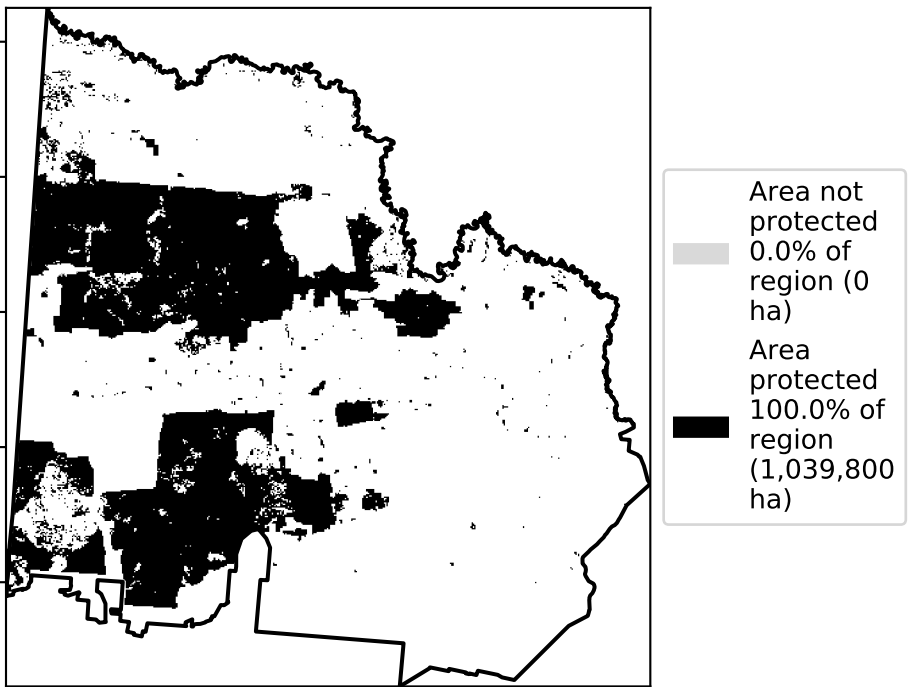 Area not
protected
0.0% of
region (0
ha)
Area
protected
100.0% of
region
(1,039,800
ha)